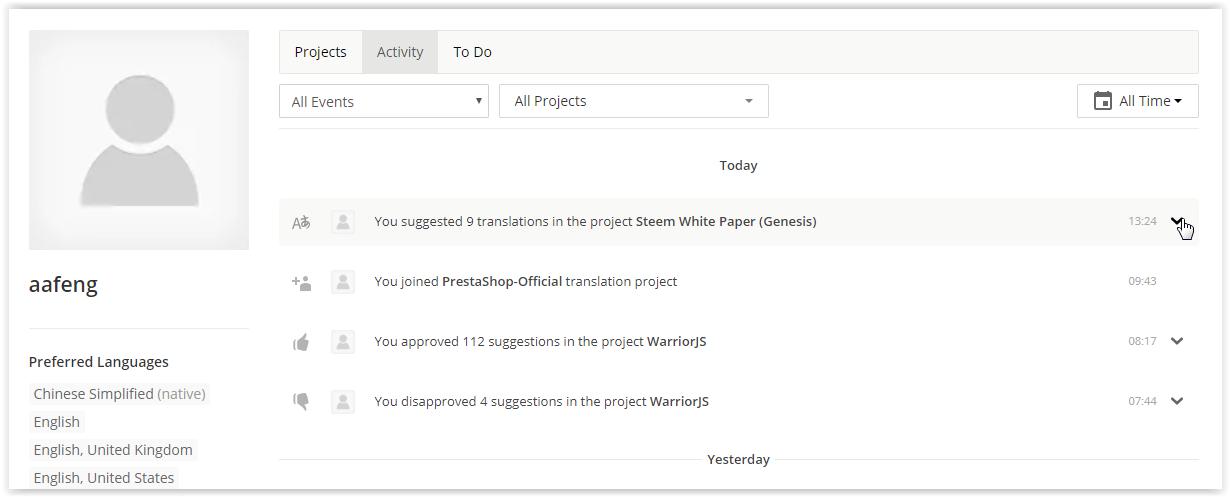 Projects Activity To Do
All Events All Projects All Time
Today
You suggested 9 translations in the project Steem White Paper (Genesis) 13:24
You joined PrestaShop-Official translation project 09:43
You approved 112 suggestions in the project WarriorJS 08:17
You disapproved 4 suggestions in the project WarriorJS 07:44
Yesterday
aafeng
Preferred Languages
Chinese Simplified (native)
English
English, United Kingdom
English, United States